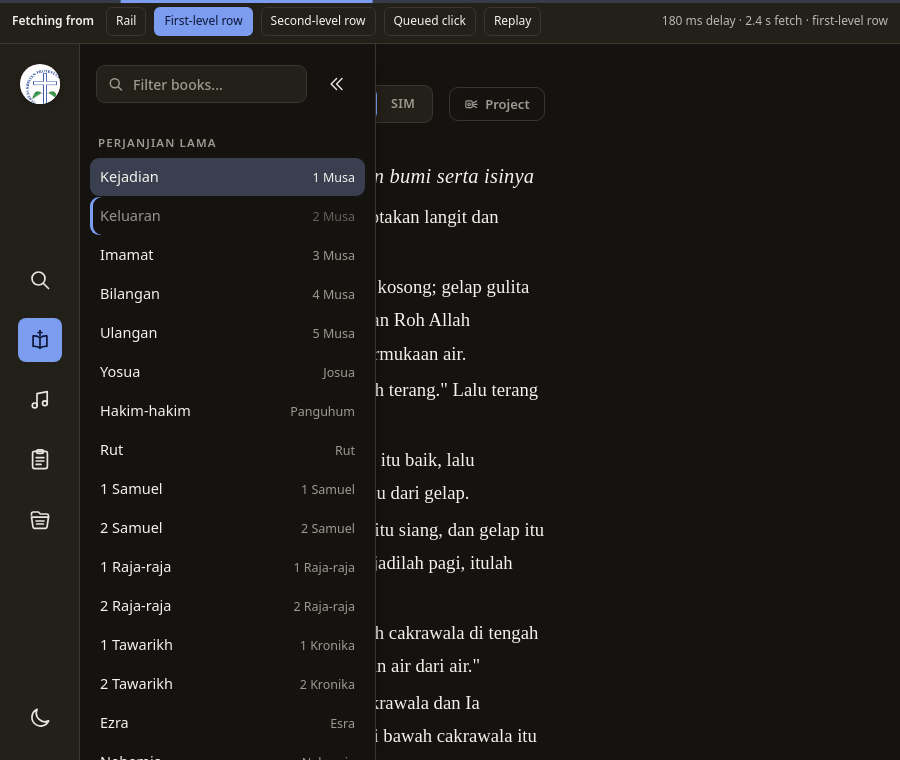 Fetching from Rail First-level row Second-level row Queued click Replay 180 ms delay · 2.4 s fetch · first-level row
Filter books...
SIM Project
PERJANJIAN LAMA
Kejadian 1 Musa
Keluaran 2 Musa
Imamat 3 Musa
Bilangan 4 Musa
Ulangan 5 Musa
Yosua Josua
Hakim-hakim Panguhum
Rut Rut
1 Samuel 1 Samuel
2 Samuel 2 Samuel
1 Raja-raja 1 Raja-raja
2 Raja-raja 2 Raja-raja
1 Tawarikh 1 Kronika
2 Tawarikh 2 Kronika
Ezra Esra
bumi serta isinya
langit dan
kosong; gelap gulita
Roh Allah
air.
terang." Lalu terang
itu baik, lalu
dari gelap.
itu siang, dan gelap itu
pagi, itulah
cakrawala di tengah
air dari air."
dan Ia
bawah cakrawala itu